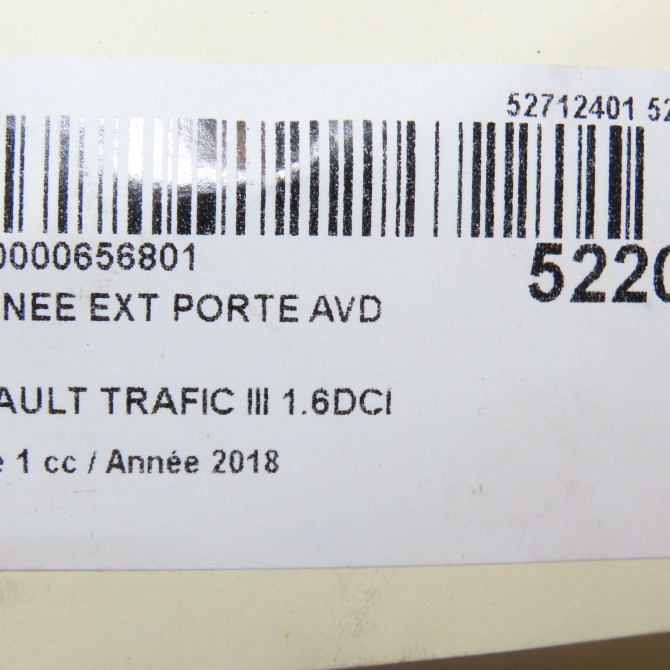 52712401 52
0000656801
5220
NEE EXT PORTE AVD
AULT TRAFIC III 1.6DCI
e 1 cc / Année 2018